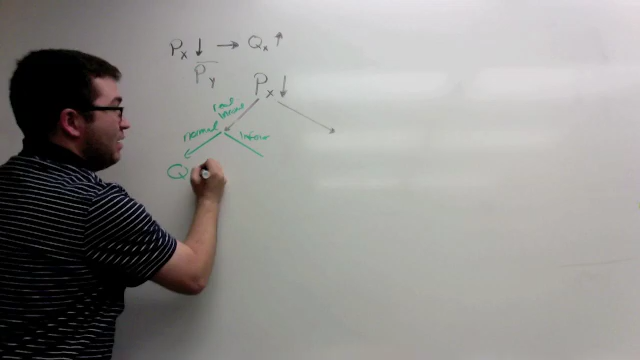 Px ↓ → Qx ↑
Py
Px ↓
real
income
normal
inferior
Q